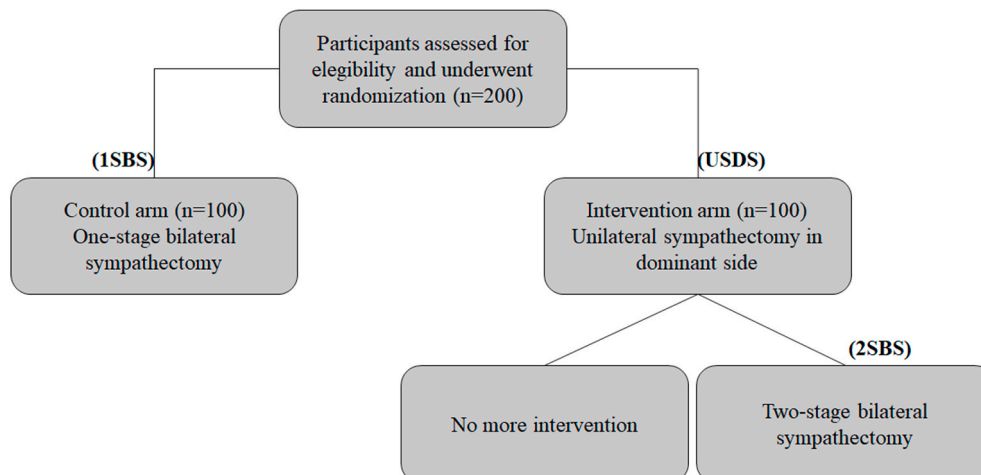 Participants assessed for
elegibility and underwent
randomization (n=200)
(1SBS)
(USDS)
Control arm (n=100)
One-stage bilateral
sympathectomy
Intervention arm (n=100)
Unilateral sympathectomy in
dominant side
(2SBS)
No more intervention
Two-stage bilateral
sympathectomy